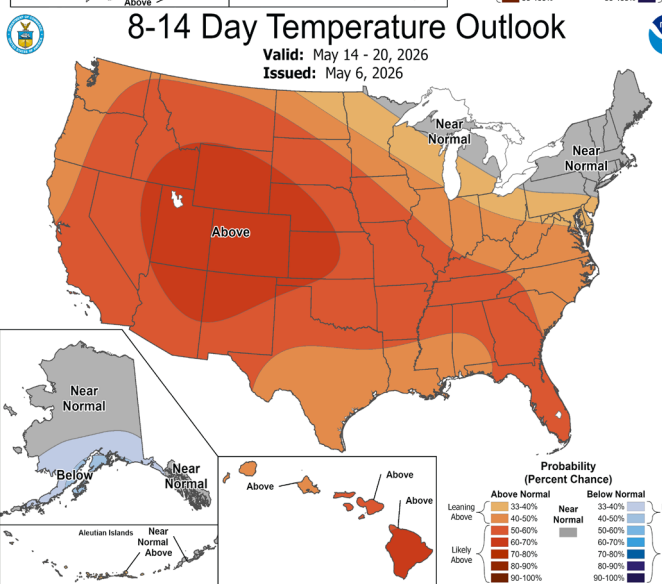 Above
8-14 Day Temperature Outlook
Valid: May 14 - 20, 2026
Issued: May 6, 2026
Near
Normal
Near
Normal
Above
Near
Normal
Below
Near
Normal
Aleutian Islands
Near
Normal
Above
Above
Above
Above
Probability
(Percent Chance)
Above Normal
Below Normal
Leaning
Above
Likely
Above
33-40%
40-50%
50-60%
60-70%
70-80%
80-90%
90-100%
Near
Normal
33-40%
40-50%
50-60%
60-70%
70-80%
80-90%
90-100%